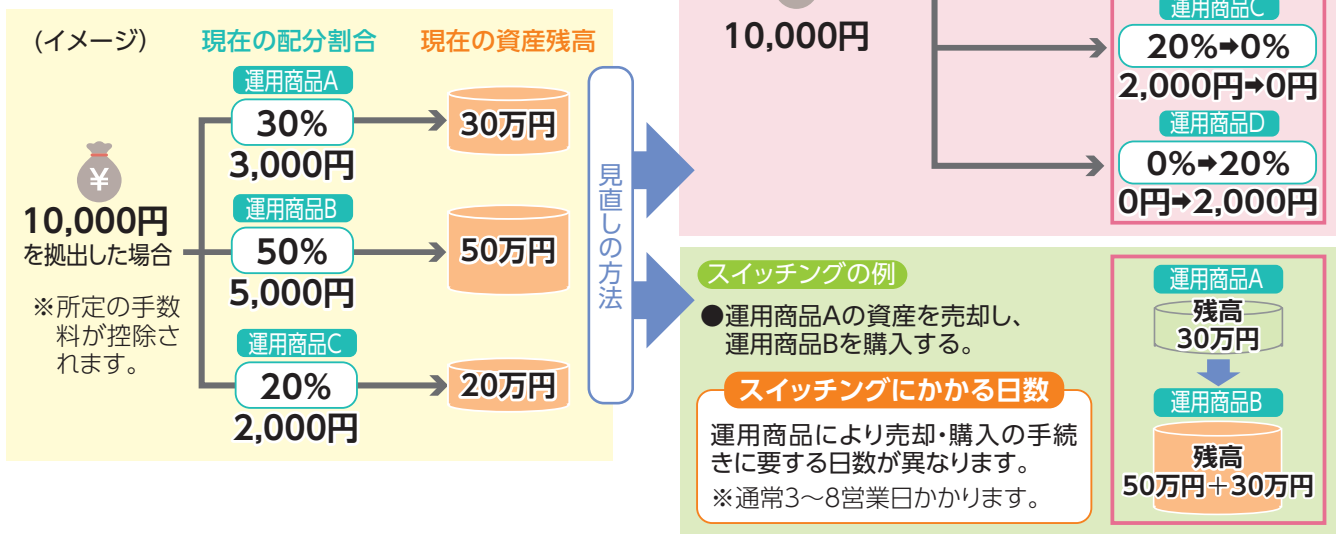 (イメージ)
現在の配分割合
現在の資産残高
運用商品A
30%
3,000円
30万円
¥
10,000円
を拠出した場合
※所定の手数
料が控除さ
れます。
運用商品B
50%
5,000円
50万円
運用商品C
20%
2,000円
20万円
見直しの方法
10,000円
運用商品C
20%➡0%
2,000円➡0円
運用商品D
0%➡20%
0円➡2,000円
スイッチングの例
●運用商品Aの資産を売却し、
運用商品Bを購入する。
スイッチングにかかる日数
運用商品により売却・購入の手続
きに要する日数が異なります。
※通常3〜8営業日かかります。
運用商品A
残高
30万円
運用商品B
残高
50万円＋30万円